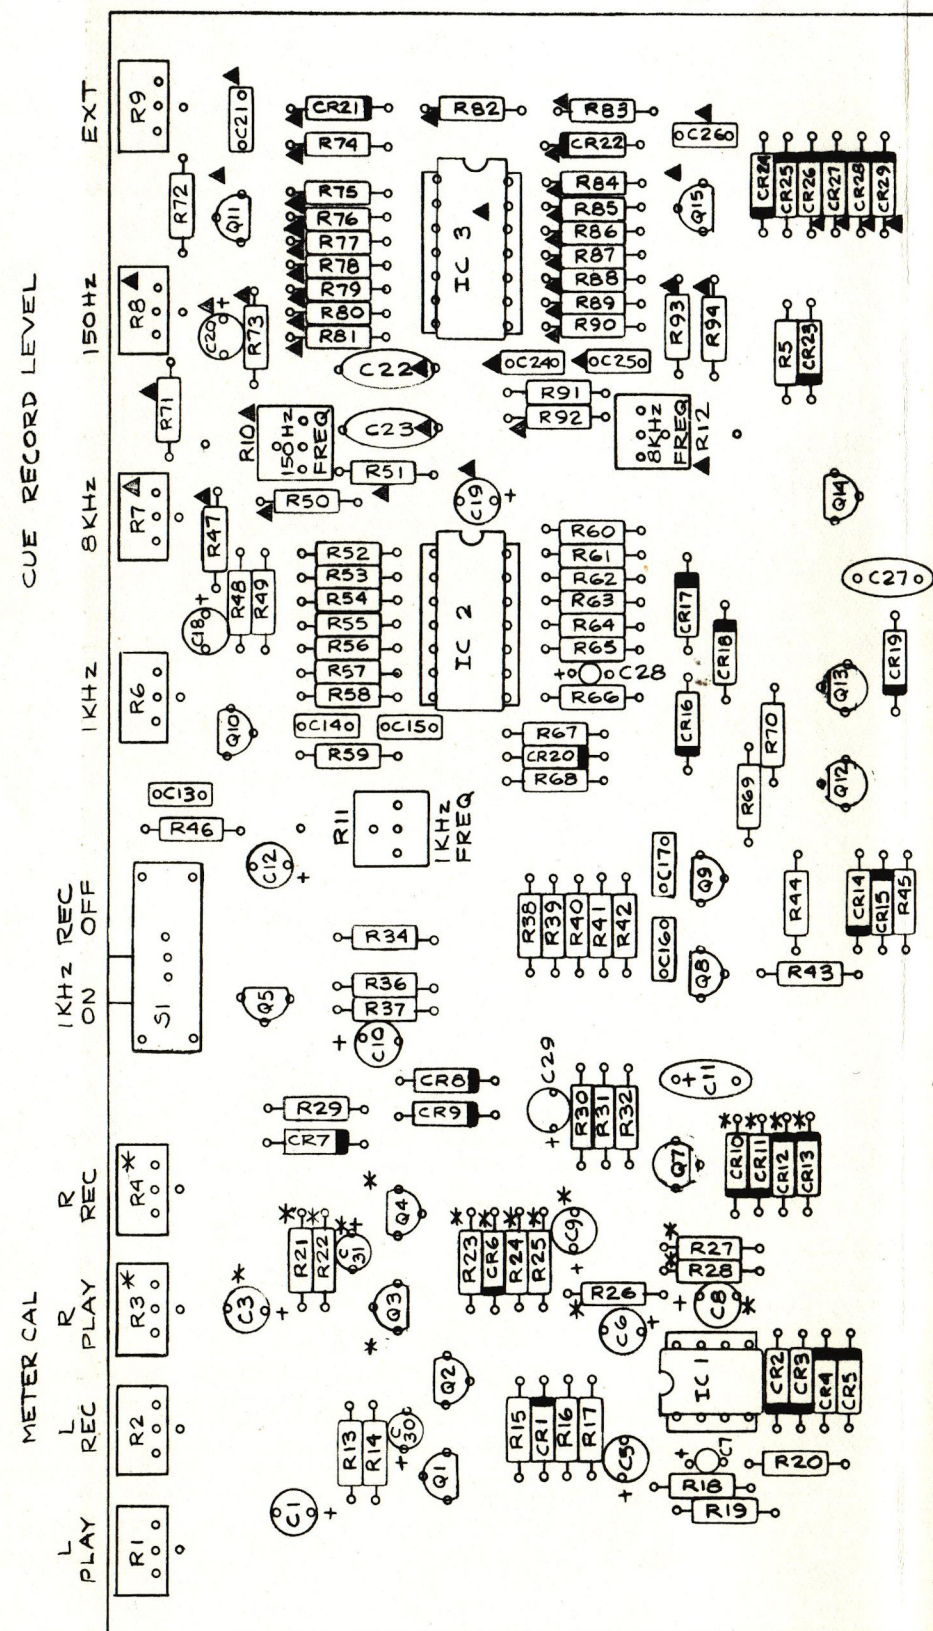 CUE RECORD LEVEL
EXT
150Hz
8KHz
1KHz
1KHz REC
ON OFF
METER CAL
R
REC
R
PLAY
L
REC
L
PLAY
R9
C21
CR21
R82
R83
R74
CR22
C26
R72
Q11
R75
R76
R77
R78
R79
R80
R81
IC 3
R84
R85
R86
R87
R88
R89
R90
Q15
CR24
CR25
CR26
CR27
CR28
CR29
R8
C20
+
R73
R93
R94
R5
CR23
C22
C24
C25
R71
R10
150Hz
FREQ
C23
R91
R92
8KHz
FREQ
R12
R51
R50
C19
+
Q14
R7
R47
R48
R49
C18
+
R52
R53
R54
R55
R56
R57
R58
IC 2
R60
R61
R62
R63
R64
R65
+
C28
R66
CR17
CR18
C27
CR19
Q13
R6
Q10
C14
C15
R59
R67
CR20
R68
CR16
R70
R69
Q12
C13
R46
R11
1KHz
FREQ
C12
+
C17
Q9
R38
R39
R40
R41
R42
C16
Q8
R44
CR14
CR15
R45
R43
S1
R34
R36
R37
Q5
+
C10
CR8
CR9
R29
CR7
C29
+
R30
R31
R32
+
C11
Q7
*
CR10
*
CR11
*
CR12
*
CR13
R4*
*
Q4
*
R21
*
R22
*
+
C
31
*
R23
*
CR6
*
R24
*
R25
*
C9
+
*
R27
*
R28
R3*
*
C3
+
Q3
*
*
R26
C6
+
+
C8
*
R2
Q2
R13
R14
C
30
+
Q1
R15
CR1
R16
R17
C5
+
IC 1
CR2
CR3
CR4
CR5
+
C7
R20
R18
R19
R1
C1
+